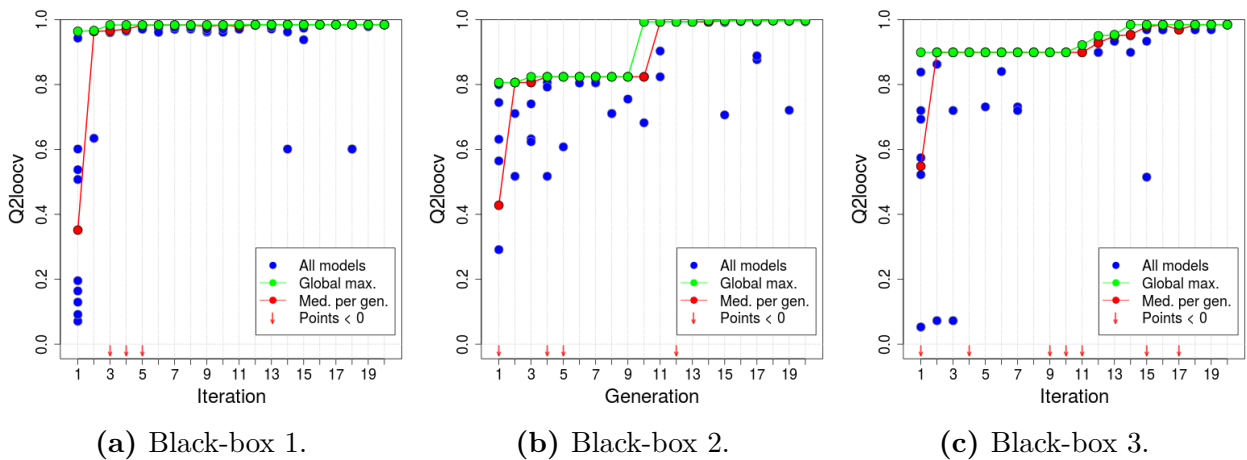 1.0
0.8
0.6
0.4
0.2
0.0
Q2loocv
All models
Global max.
Med. per gen.
Points < 0
1 3 5 7 9 11 13 15 17 19
Iteration
(a) Black-box 1.
1.0
0.8
0.6
0.4
0.2
0.0
Q2loocv
All models
Global max.
Med. per gen.
Points < 0
1 3 5 7 9 11 13 15 17 19
Generation
(b) Black-box 2.
1.0
0.8
0.6
0.4
0.2
0.0
Q2loocv
All models
Global max.
Med. per gen.
Points < 0
1 3 5 7 9 11 13 15 17 19
Iteration
(c) Black-box 3.